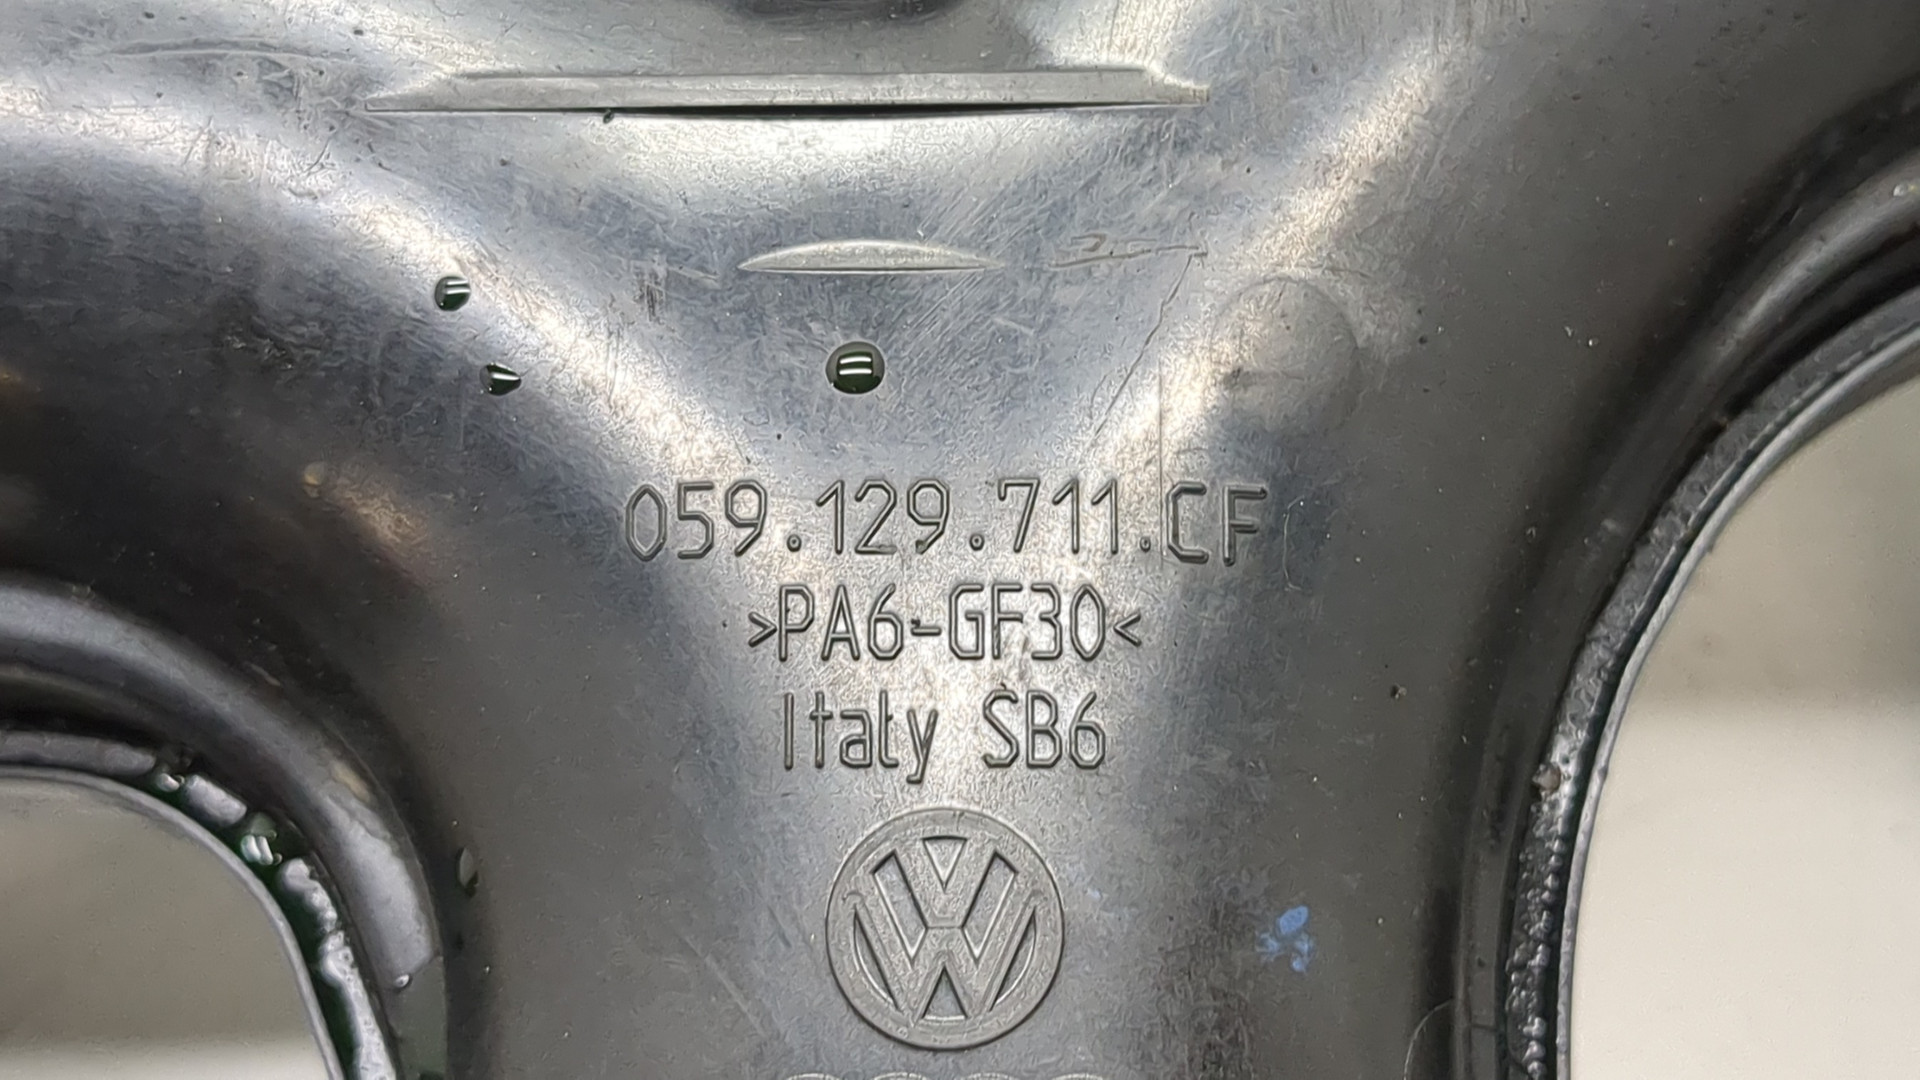 059.129.711.CF
>PA6-GF30<
Italy SB6